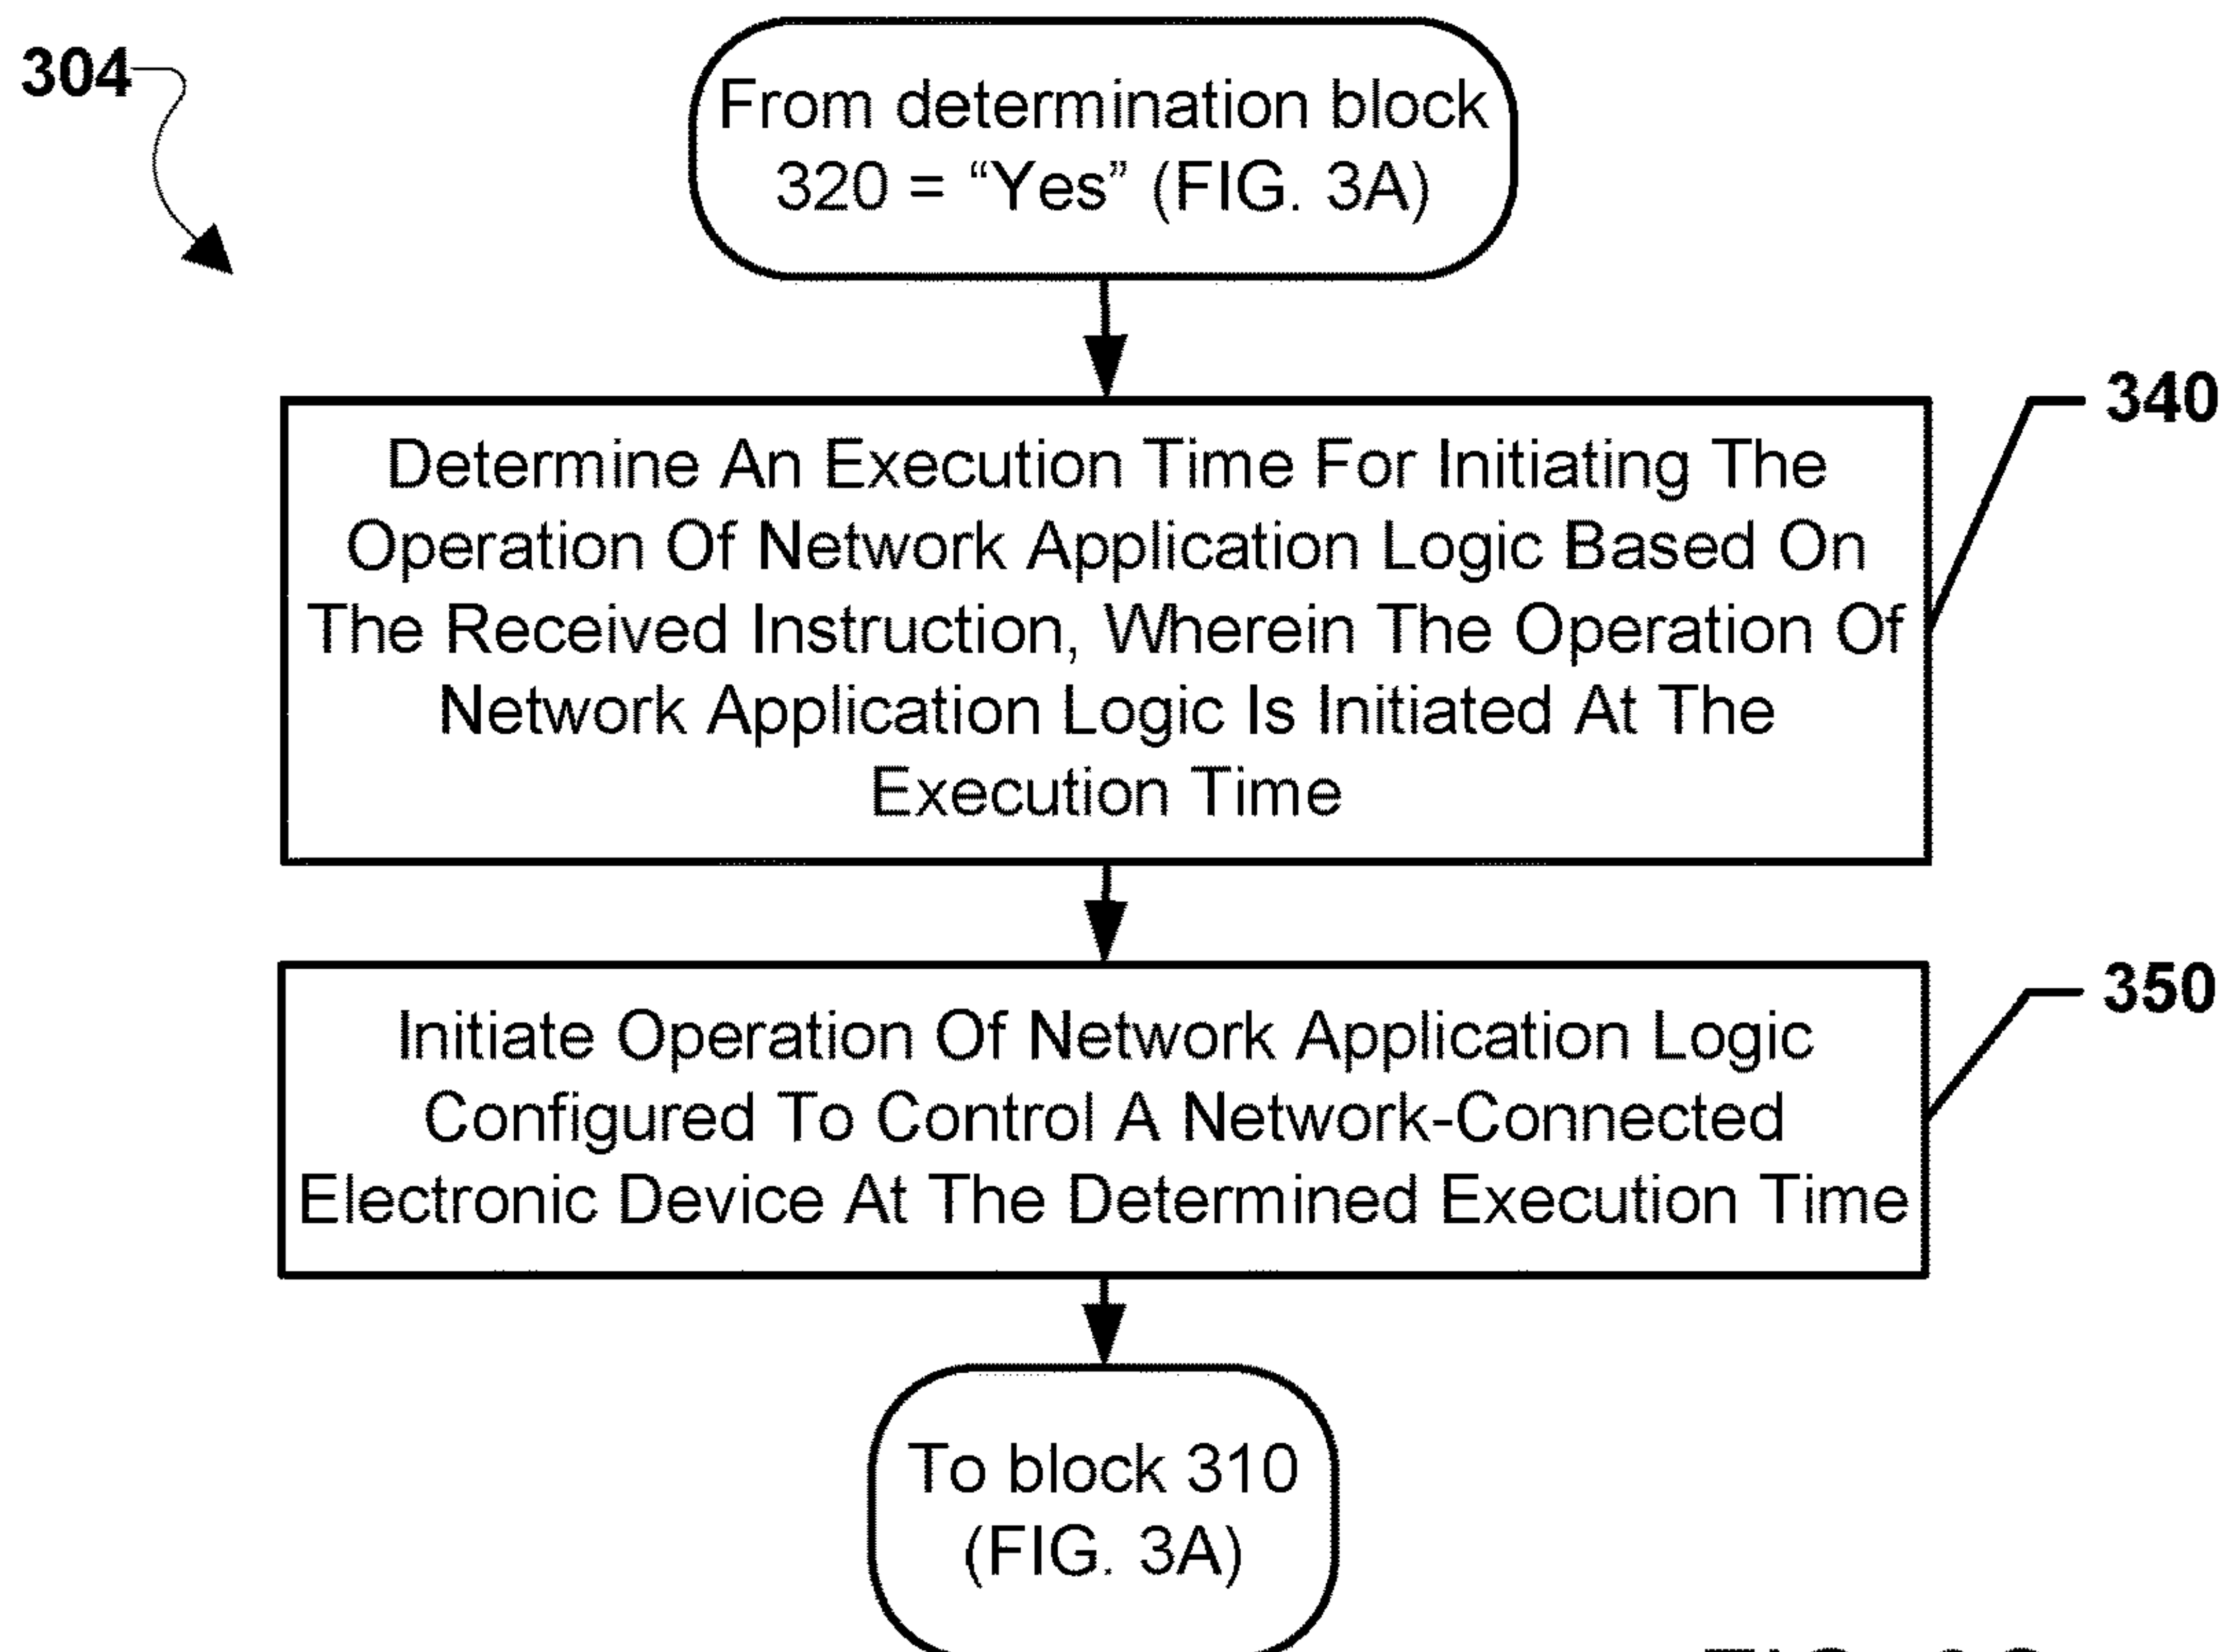 304
From determination block
320 = “Yes” (FIG. 3A)
340
Determine An Execution Time For Initiating The
Operation Of Network Application Logic Based On
The Received Instruction, Wherein The Operation Of
Network Application Logic Is Initiated At The
Execution Time
350
Initiate Operation Of Network Application Logic
Configured To Control A Network-Connected
Electronic Device At The Determined Execution Time
To block 310
(FIG. 3A)